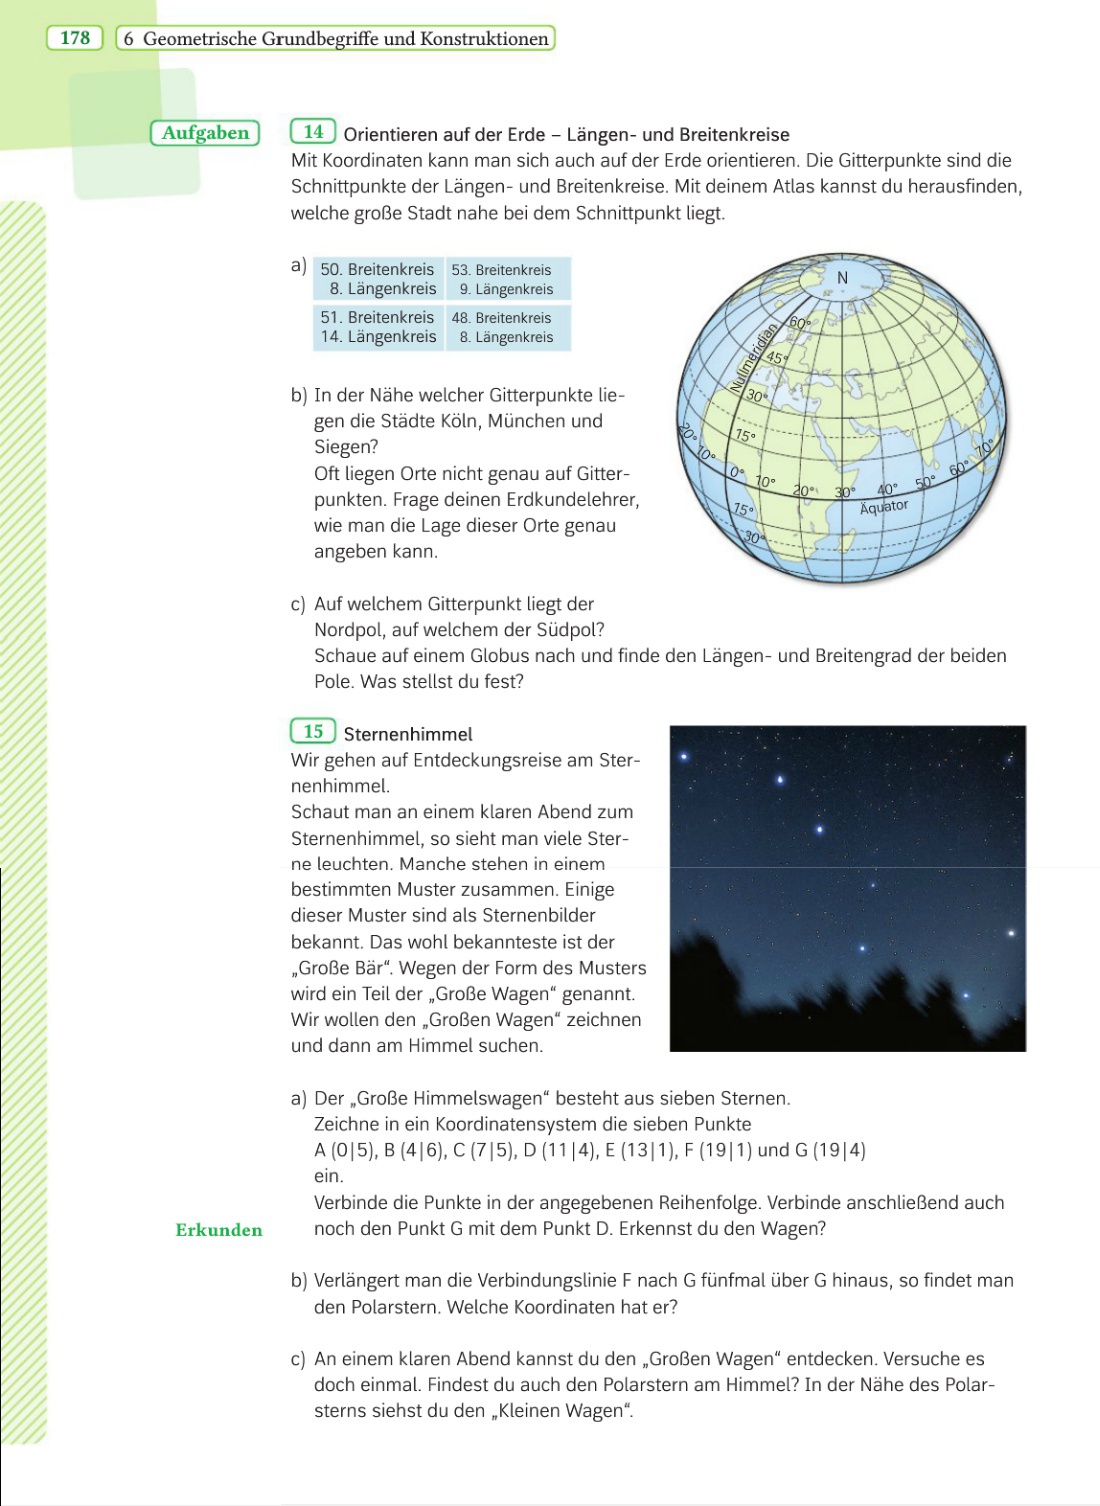 178
6 Geometrische Grundbegriffe und Konstruktionen
Aufgaben
14 Orientieren auf der Erde – Längen- und Breitenkreise
Mit Koordinaten kann man sich auch auf der Erde orientieren. Die Gitterpunkte sind die
Schnittpunkte der Längen- und Breitenkreise. Mit deinem Atlas kannst du herausfinden,
welche große Stadt nahe bei dem Schnittpunkt liegt.
a)
50. Breitenkreis 53. Breitenkreis
8. Längenkreis 9. Längenkreis
51. Breitenkreis 48. Breitenkreis
14. Längenkreis 8. Längenkreis
N
Nullmeridian
60°
45°
30°
15°
20° 10° 0° 10° 20° 30° 40° 50° 60° 70°
Äquator
15°
30°
b) In der Nähe welcher Gitterpunkte lie-
gen die Städte Köln, München und
Siegen?
Oft liegen Orte nicht genau auf Gitter-
punkten. Frage deinen Erdkundelehrer,
wie man die Lage dieser Orte genau
angeben kann.
c) Auf welchem Gitterpunkt liegt der
Nordpol, auf welchem der Südpol?
Schaue auf einem Globus nach und finde den Längen- und Breitengrad der beiden
Pole. Was stellst du fest?
15 Sternenhimmel
Wir gehen auf Entdeckungsreise am Ster-
nenhimmel.
Schaut man an einem klaren Abend zum
Sternenhimmel, so sieht man viele Ster-
ne leuchten. Manche stehen in einem
bestimmten Muster zusammen. Einige
dieser Muster sind als Sternenbilder
bekannt. Das wohl bekannteste ist der
„Große Bär“. Wegen der Form des Musters
wird ein Teil der „Große Wagen“ genannt.
Wir wollen den „Großen Wagen“ zeichnen
und dann am Himmel suchen.
a) Der „Große Himmelswagen“ besteht aus sieben Sternen.
Zeichne in ein Koordinatensystem die sieben Punkte
A (0|5), B (4|6), C (7|5), D (11|4), E (13|1), F (19|1) und G (19|4)
ein.
Verbinde die Punkte in der angegebenen Reihenfolge. Verbinde anschließend auch
Erkunden
noch den Punkt G mit dem Punkt D. Erkennst du den Wagen?
b) Verlängert man die Verbindungslinie F nach G fünfmal über G hinaus, so findet man
den Polarstern. Welche Koordinaten hat er?
c) An einem klaren Abend kannst du den „Großen Wagen“ entdecken. Versuche es
doch einmal. Findest du auch den Polarstern am Himmel? In der Nähe des Polar-
sterns siehst du den „Kleinen Wagen“.